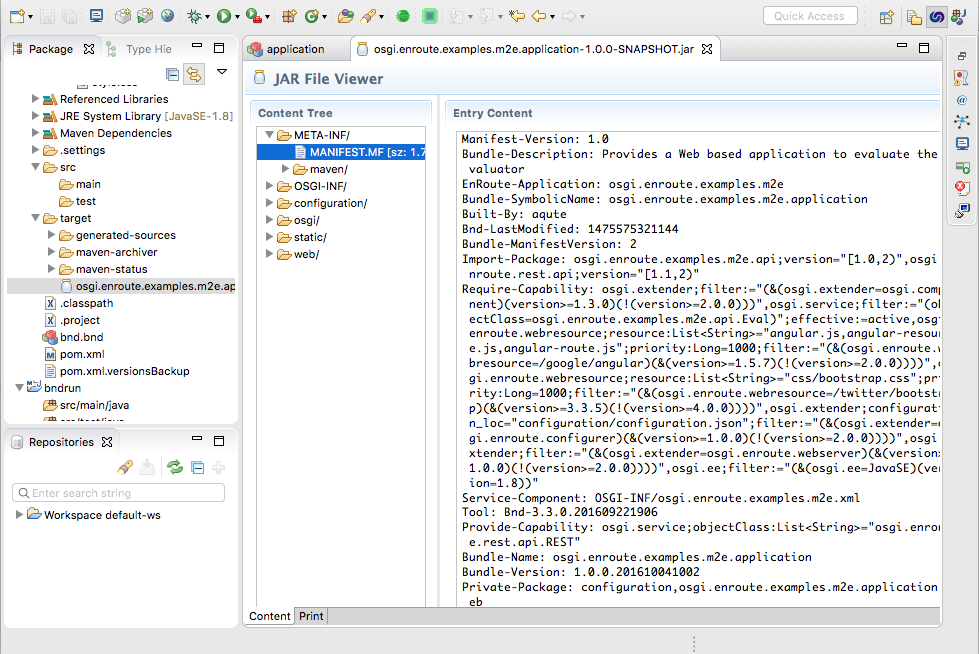 Quick Access
Package
Type Hie
Referenced Libraries
JRE System Library [JavaSE-1.8]
Maven Dependencies
.settings
src
main
test
target
generated-sources
maven-archiver
maven-status
osgi.enroute.examples.m2e.ap
.classpath
.project
bnd.bnd
pom.xml
pom.xml.versionsBackup
bndrun
src/main/java
Repositories
Enter search string
Workspace default-ws
application
osgi.enroute.examples.m2e.application-1.0.0-SNAPSHOT.jar
JAR File Viewer
Content Tree
META-INF/
MANIFEST.MF [sz: 1.7
maven/
OSGI-INF/
configuration/
osgi/
static/
web/
Entry Content
Manifest-Version: 1.0
Bundle-Description: Provides a Web based application to evaluate the
valuator
EnRoute-Application: osgi.enroute.examples.m2e
Bundle-SymbolicName: osgi.enroute.examples.m2e.application
Built-By: aqute
Bnd-LastModified: 1475575321144
Bundle-ManifestVersion: 2
Import-Package: osgi.enroute.examples.m2e.api;version="[1.0,2)",osgi
nroute.rest.api;version="[1.1,2)"
Require-Capability: osgi.extender;filter:="(&(osgi.extender=osgi.comp
nent)(version>=1.3.0)(!(version>=2.0.0)))",osgi.service;filter:="(ob
ectClass=osgi.enroute.examples.m2e.api.Eval)";effective:=active,osg
enroute.webresource;resource:List<String>="angular.js,angular-resou
e.js,angular-route.js";priority:Long=1000;filter:="(&(osgi.enroute.w
bresource=/google/angular)(&(version>=1.5.7)(!(version>=2.0.0))))",o
gi.enroute.webresource;resource:List<String>="css/bootstrap.css";pri
rity:Long=1000;filter:="(&(osgi.enroute.webresource=/twitter/bootst
p)(&(version>=3.3.5)(!(version>=4.0.0))))",osgi.extender;configurat
n_loc="configuration/configuration.json";filter:="(&(osgi.extender=o
gi.enroute.configurer)(&(version>=1.0.0)(!(version>=2.0.0))))",osgi
xtender;filter:="(&(osgi.extender=osgi.enroute.webserver)(&(version>
1.0.0)(!(version>=2.0.0))))",osgi.ee;filter:="(&(osgi.ee=JavaSE)(ver
ion=1.8))"
Service-Component: OSGI-INF/osgi.enroute.examples.m2e.xml
Tool: Bnd-3.3.0.201609221906
Provide-Capability: osgi.service;objectClass:List<String>="osgi.enro
e.rest.api.REST"
Bundle-Name: osgi.enroute.examples.m2e.application
Bundle-Version: 1.0.0.201610041002
Private-Package: configuration,osgi.enroute.examples.m2e.application
eb
Content
Print